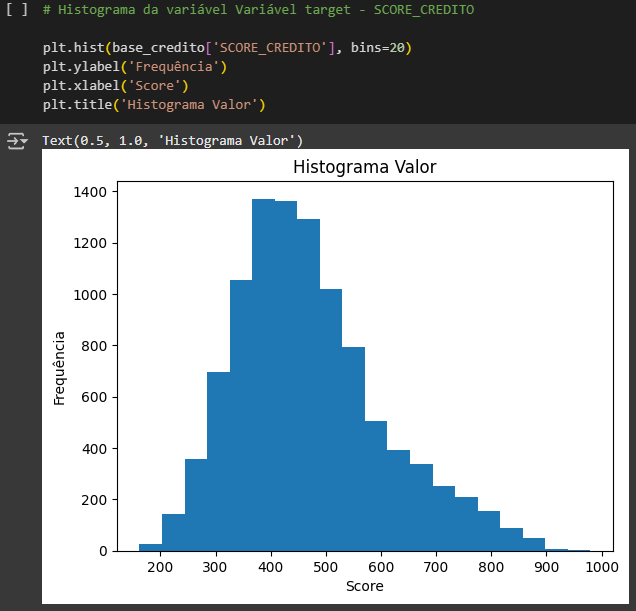 [ ] # Histograma da variável Variável target - SCORE_CREDITO
plt.hist(base_credito['SCORE_CREDITO'], bins=20)
plt.ylabel('Frequência')
plt.xlabel('Score')
plt.title('Histograma Valor')
Text(0.5, 1.0, 'Histograma Valor')
Histograma Valor
1400
1200
1000
800
600
400
200
0
Frequência
200 300 400 500 600 700 800 900 1000
Score